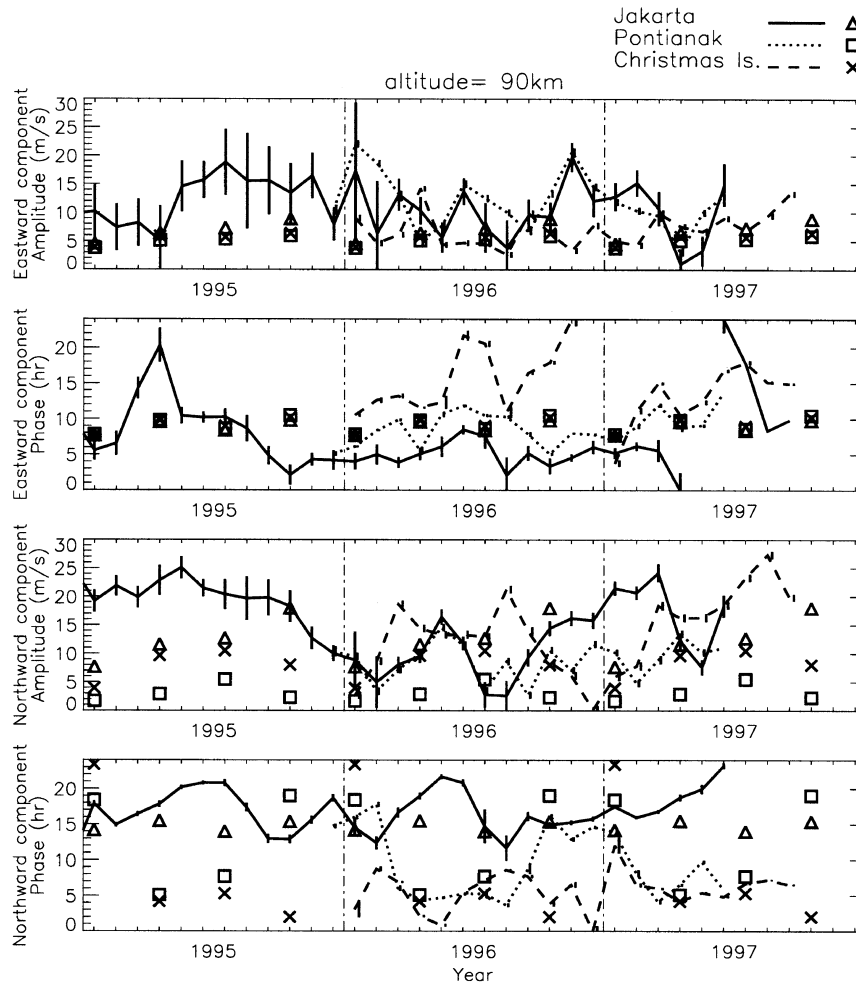 Jakarta
Pontianak
Christmas Is.
altitude= 90km
Eastward component
Amplitude (m/s)
30
25
20
15
10
5
0
1995
1996
1997
Eastward component
Phase (hr)
20
15
10
5
0
1995
1996
1997
Northward component
Amplitude (m/s)
30
25
20
15
10
5
0
1995
1996
1997
Northward component
Phase (hr)
20
15
10
5
0
1995
1996
1997
Year